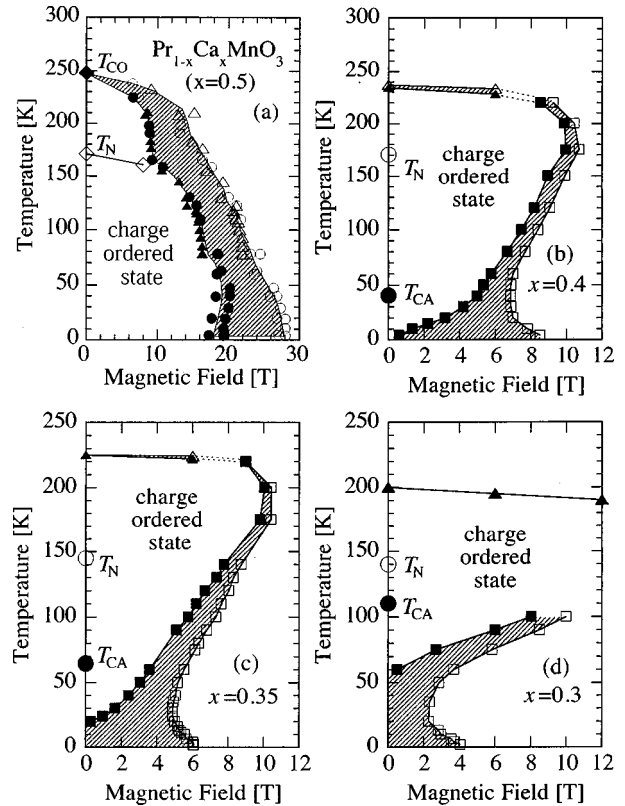 300
250
200
150
100
50
0
Temperature [K]
T_CO
Pr_{1-x}Ca_xMnO_3
(x=0.5)
(a)
T_N
charge
ordered
state
0 10 20 30
Magnetic Field [T]
250
200
150
100
50
0
Temperature [K]
charge
ordered
state
T_N
T_CA
(b)
x=0.4
0 2 4 6 8 10 12
Magnetic Field [T]
250
200
150
100
50
0
Temperature [K]
charge
ordered
state
T_N
T_CA
(c)
x=0.35
0 2 4 6 8 10 12
Magnetic Field [T]
300
250
200
150
100
50
0
Temperature [K]
charge
ordered
state
T_N
T_CA
(d)
x=0.3
0 2 4 6 8 10 12
Magnetic Field [T]